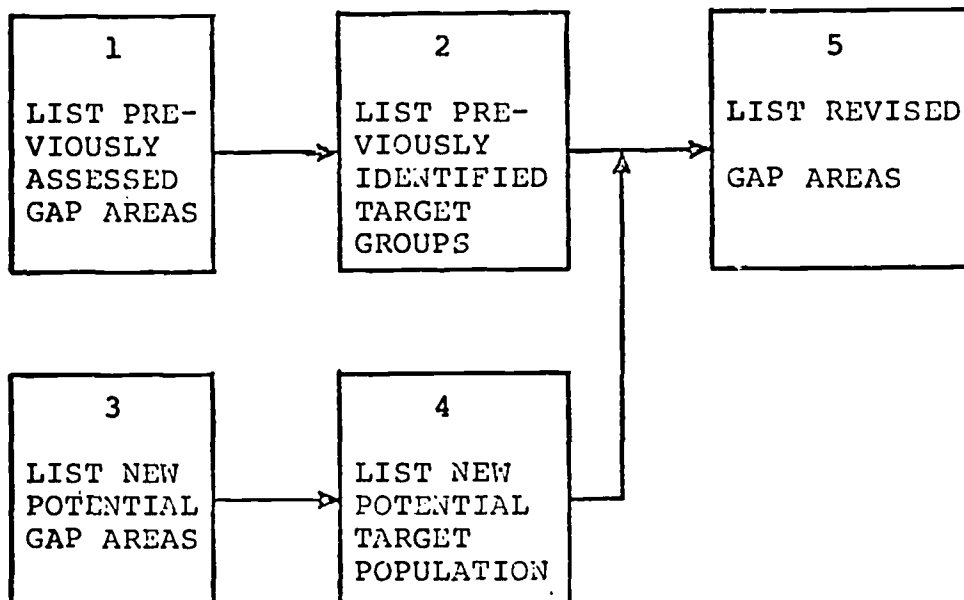 1
LIST PRE-
VIOUSLY
ASSESSED
GAP AREAS
2
LIST PRE-
VIOUSLY
IDENTIFIED
TARGET
GROUPS
5
LIST REVISED
GAP AREAS
3
LIST NEW
POTENTIAL
GAP AREAS
4
LIST NEW
POTENTIAL
TARGET
POPULATION